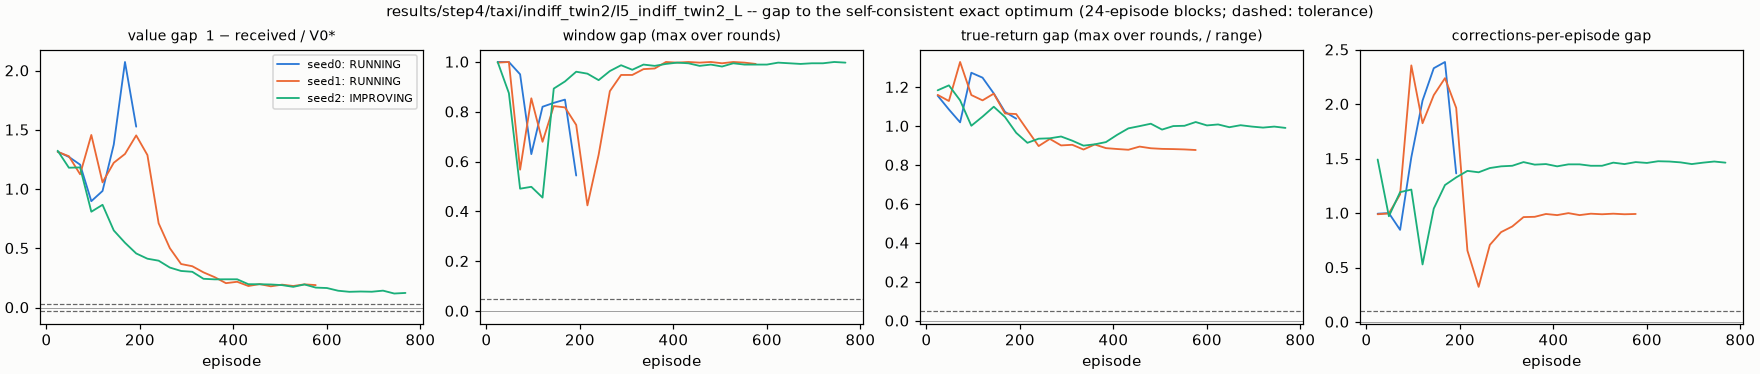 results/step4/taxi/indiff_twin2/I5_indiff_twin2_L -- gap to the self-consistent exact optimum (24-episode blocks; dashed: tolerance)
value gap 1 − received / V0*
2.0
1.5
1.0
0.5
0.0
seed0: RUNNING
seed1: RUNNING
seed2: IMPROVING
0 200 400 600 800
episode
window gap (max over rounds)
1.0
0.8
0.6
0.4
0.2
0.0
0 200 400 600 800
episode
true-return gap (max over rounds, / range)
1.2
1.0
0.8
0.6
0.4
0.2
0.0
0 200 400 600 800
episode
corrections-per-episode gap
2.5
2.0
1.5
1.0
0.5
0.0
0 200 400 600 800
episode